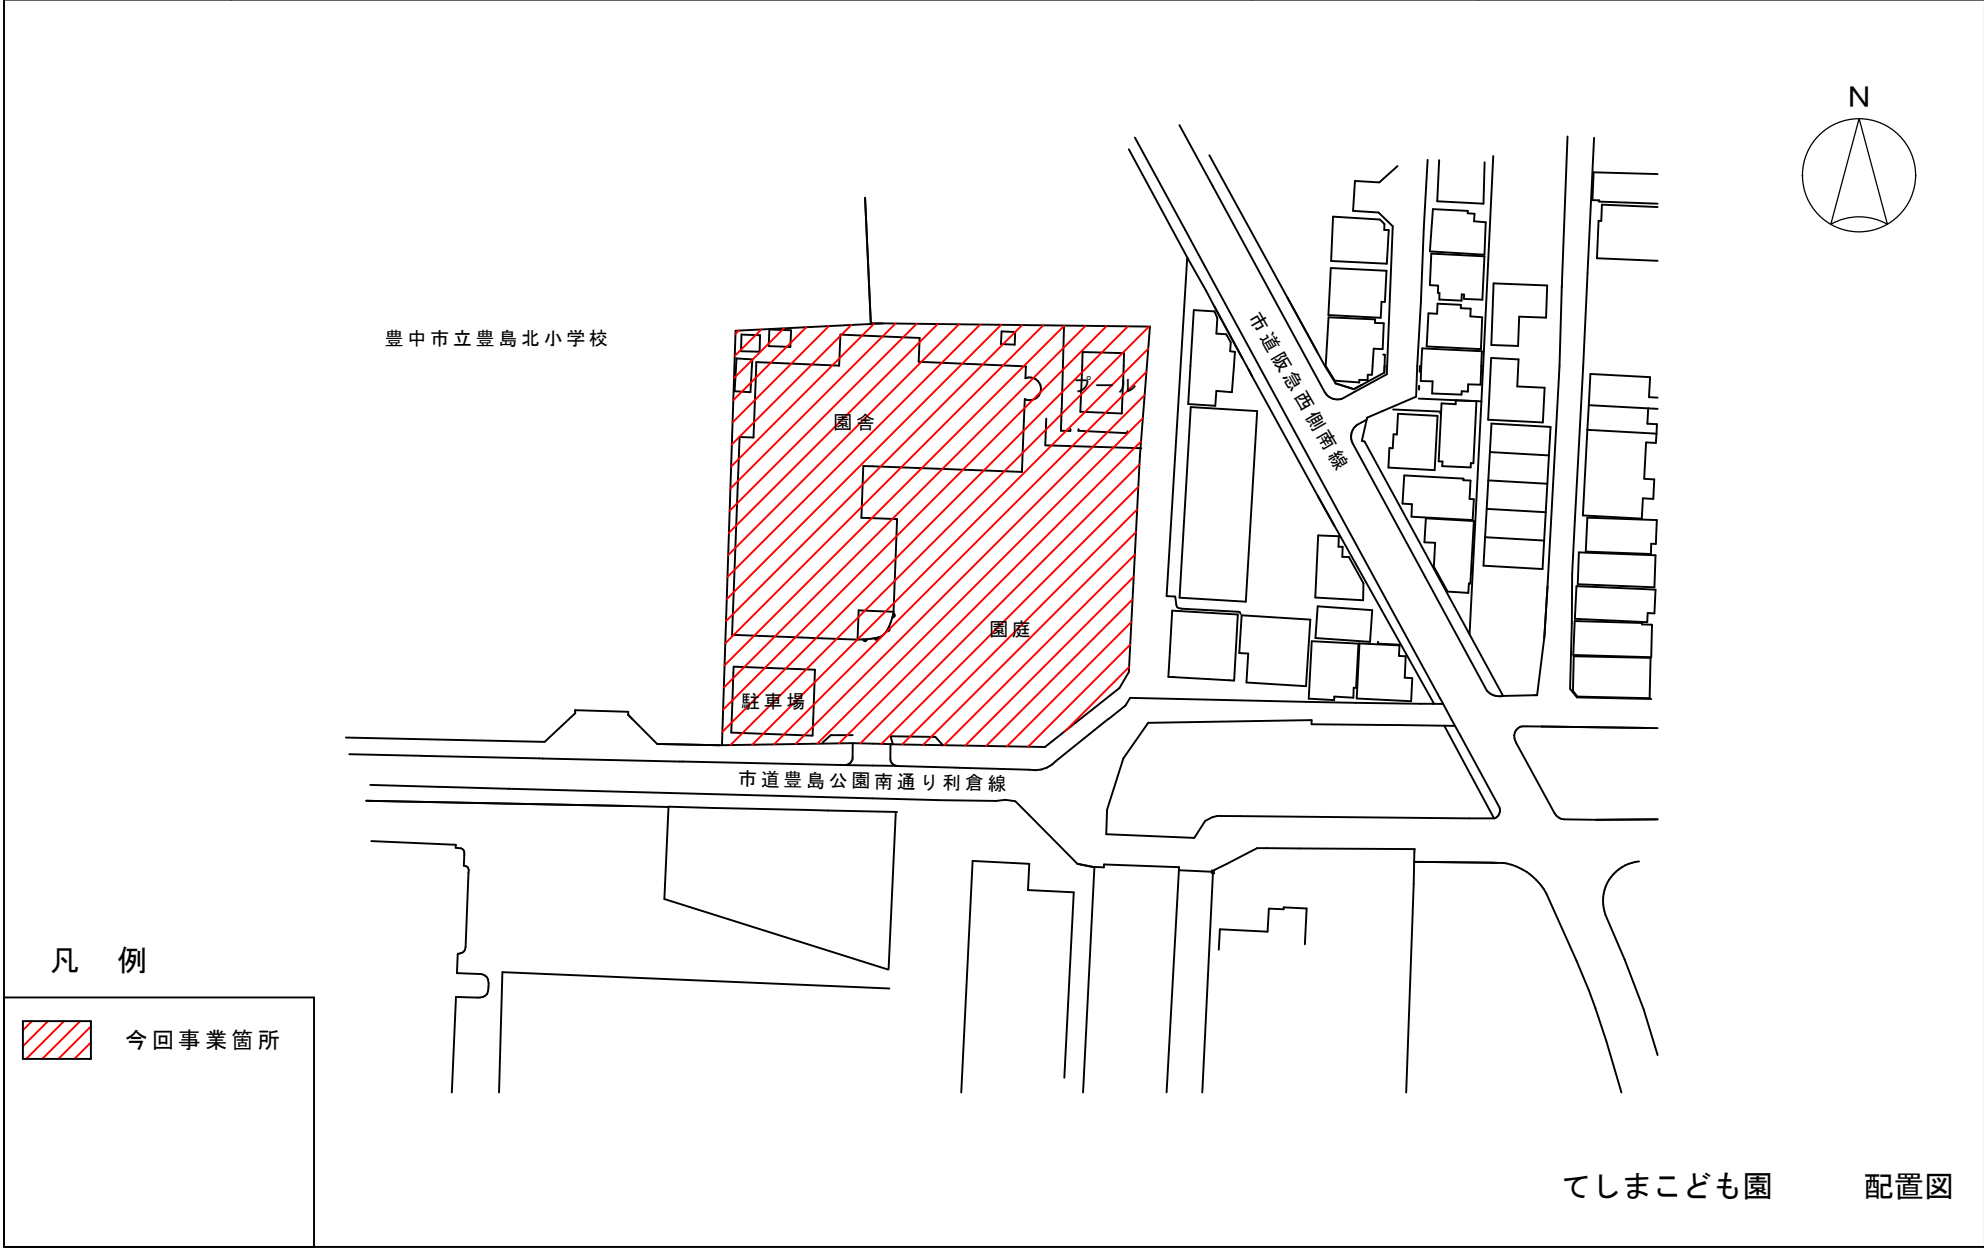 N
豊中市立豊島北小学校
市道阪急西側南線
プール
園舎
園庭
駐車場
市道豊島公園南通り利倉線
凡 例
今回事業箇所
てしまこども園 配置図